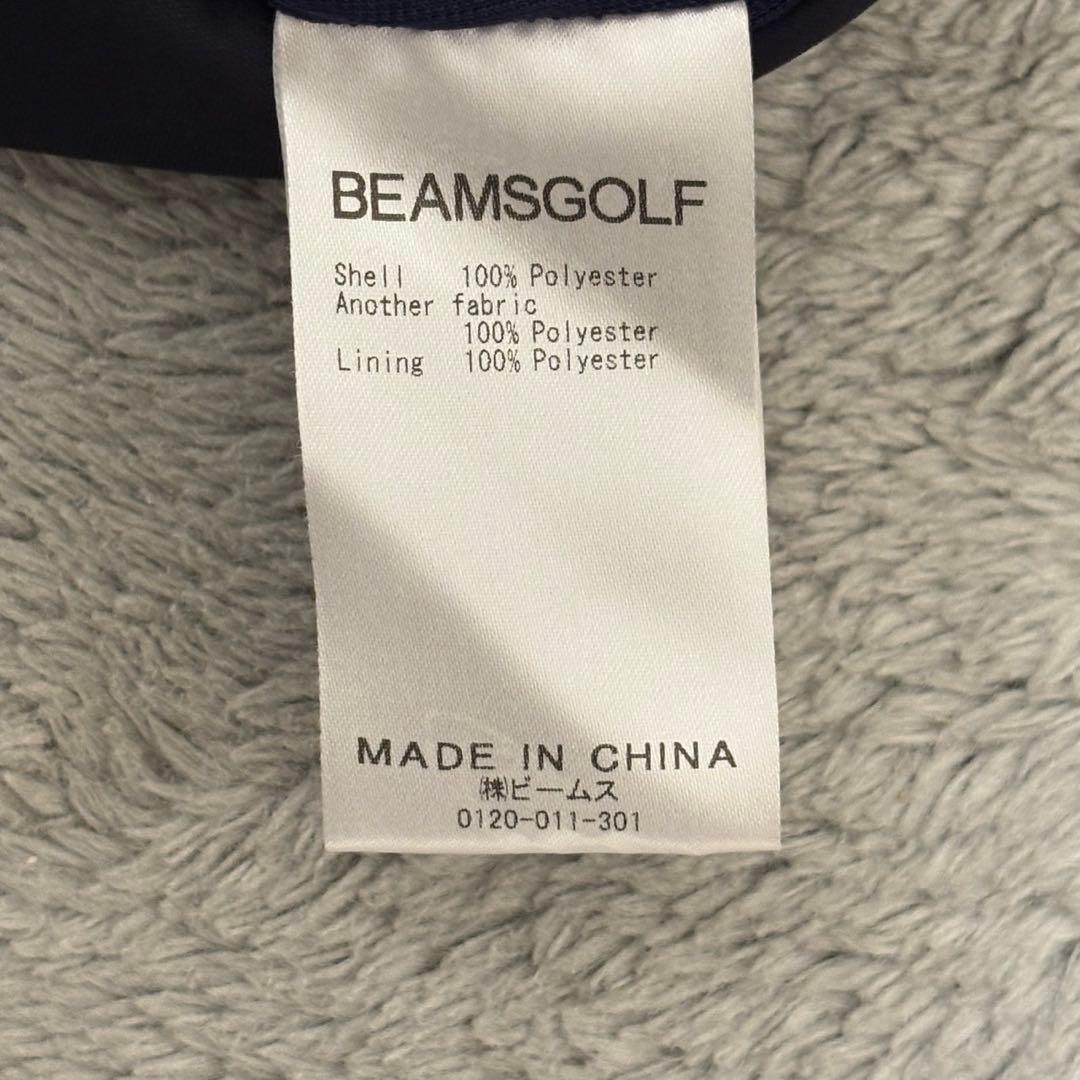 BEAMSGOLF
Shell 100% Polyester
Another fabric
100% Polyester
Lining 100% Polyester
MADE IN CHINA
㈱ビームス
0120-011-301